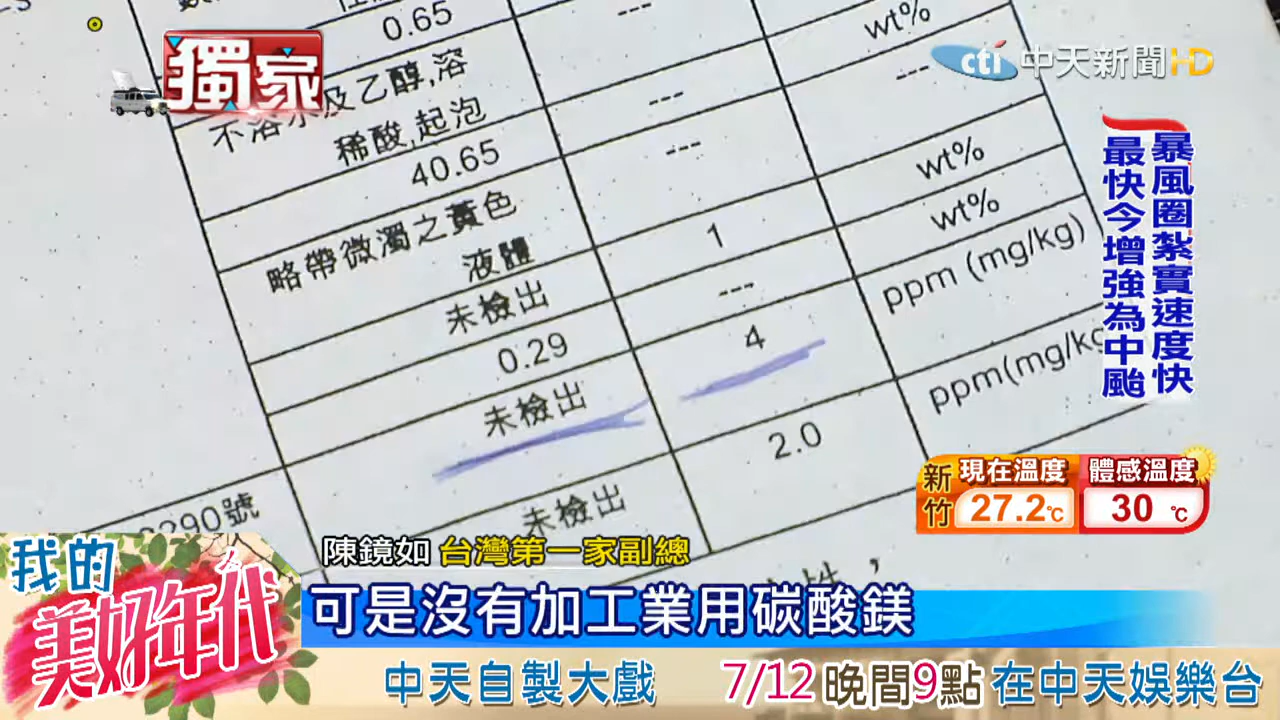 獨家
cti 中天新聞HD
暴風圈紮實速度快
最快今增強為中颱
0.65
---
wt%
不溶水及乙醇,溶
稀酸,起泡
---
---
40.65
---
wt%
略帶微濁之黃色
液體
1
wt%
未檢出
---
ppm (mg/kg)
0.29
4
ppm(mg/kg
未檢出
2.0
未檢出
290號
新竹
現在溫度
27.2℃
體感溫度
30 ℃
陳鏡如 台灣第一家副總
可是沒有加工業用碳酸鎂
我的
美好年代
中天自製大戲 7/12 晚間9點 在中天娛樂台